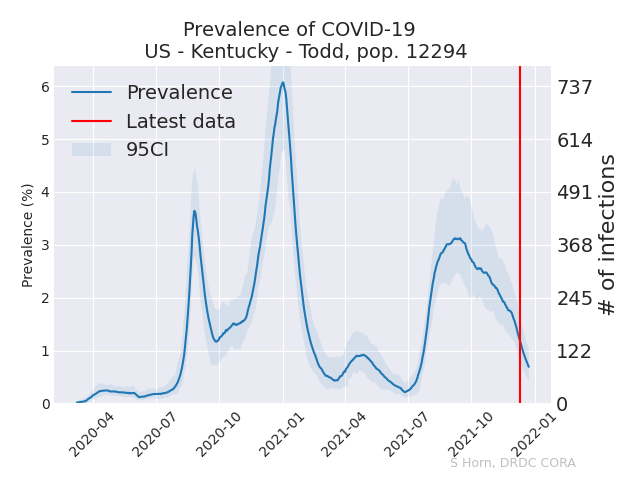 Prevalence of COVID-19
US - Kentucky - Todd, pop. 12294
Prevalence
Latest data
95CI
Prevalence (%)
6
5
4
3
2
1
0
737
614
491
368
245
122
0
# of infections
2020-04
2020-07
2020-10
2021-01
2021-04
2021-07
2021-10
2022-01
S Horn, DRDC CORA